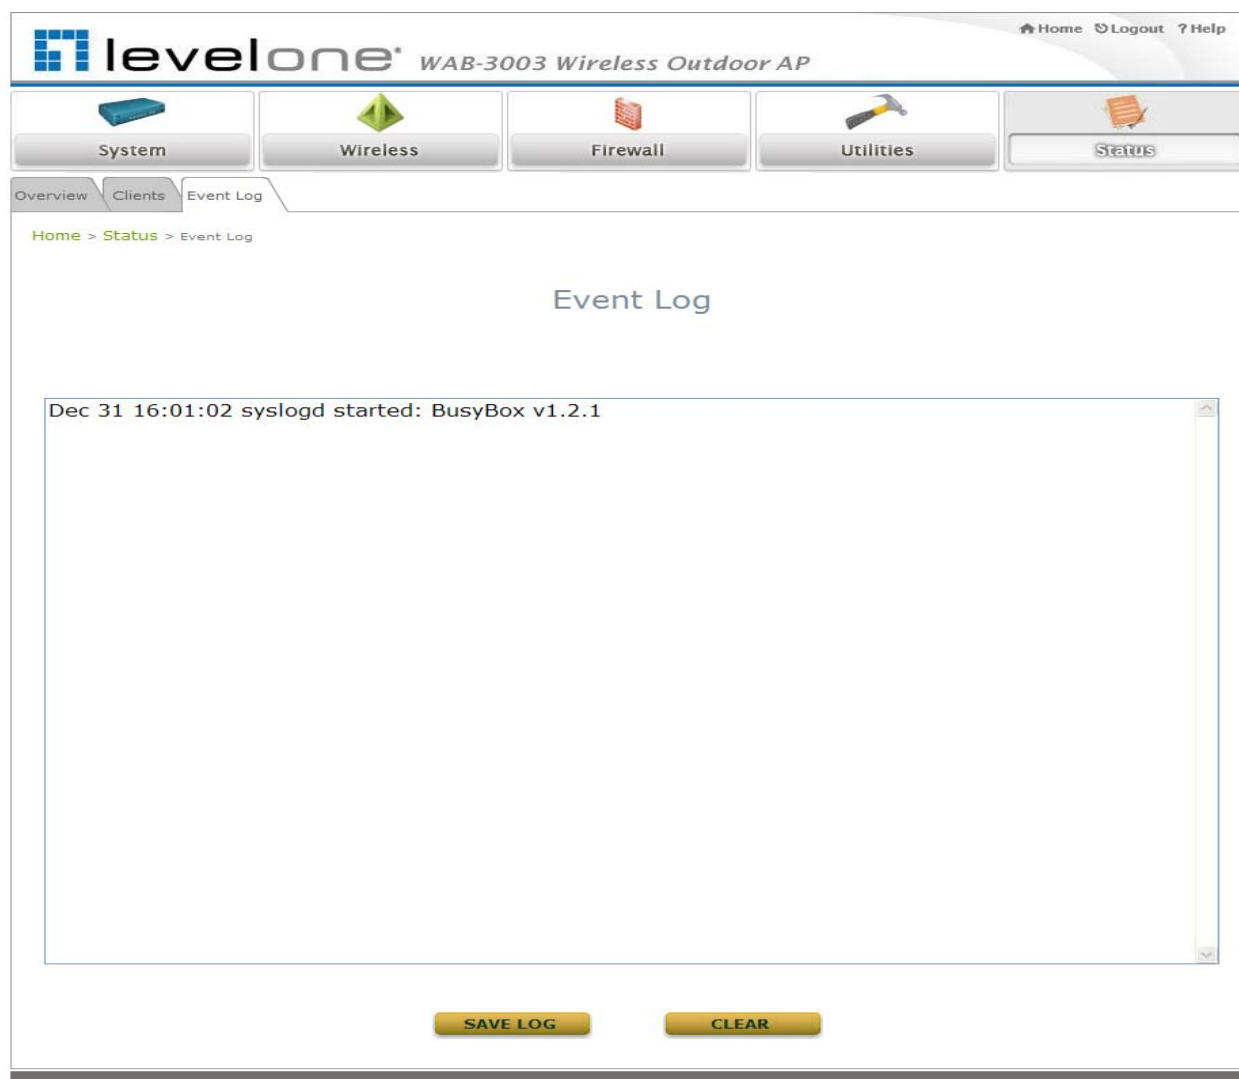 Home Logout ? Help
levelone WAB-3003 Wireless Outdoor AP
System Wireless Firewall Utilities Status
Overview Clients Event Log
Home > Status > Event Log
Event Log
Dec 31 16:01:02 syslogd started: BusyBox v1.2.1
SAVE LOG CLEAR